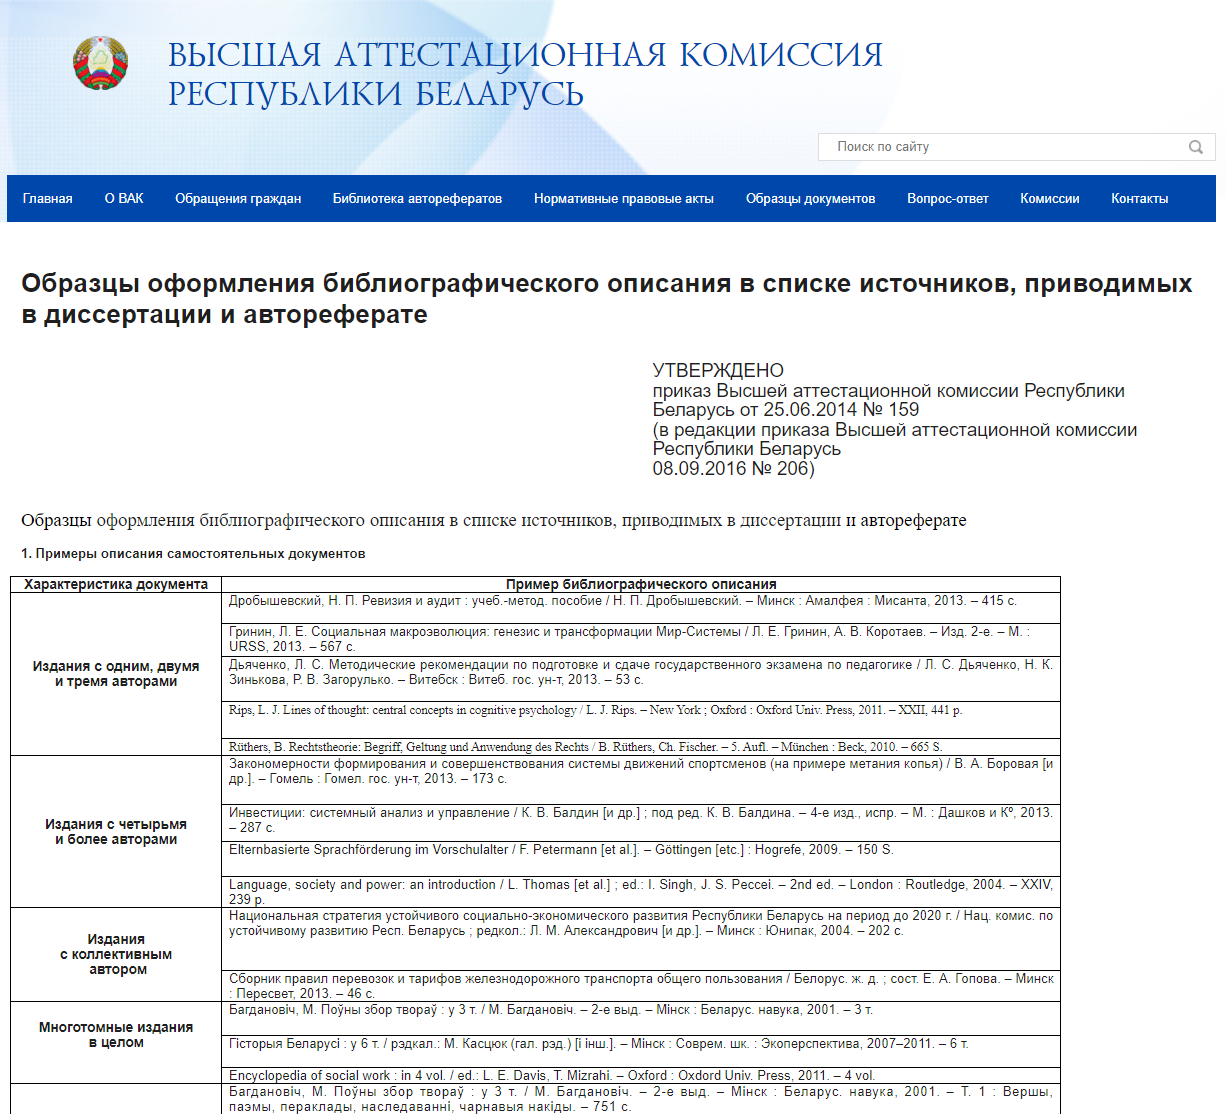 ВЫСШАЯ АТТЕСТАЦИОННАЯ КОМИССИЯ
РЕСПУБЛИКИ БЕЛАРУСЬ
Поиск по сайту
Главная О ВАК Обращения граждан Библиотека авторефератов Нормативные правовые акты Образцы документов Вопрос-ответ Комиссии Контакты
Образцы оформления библиографического описания в списке источников, приводимых
в диссертации и автореферате
УТВЕРЖДЕНО
приказ Высшей аттестационной комиссии Республики
Беларусь от 25.06.2014 № 159
(в редакции приказа Высшей аттестационной комиссии
Республики Беларусь
08.09.2016 № 206)
Образцы оформления библиографического описания в списке источников, приводимых в диссертации и автореферате
1. Примеры описания самостоятельных документов
Характеристика документа Пример библиографического описания
Издания с одним, двумя
и тремя авторами
Дробышевский, Н. П. Ревизия и аудит : учеб.-метод. пособие / Н. П. Дробышевский. – Минск : Амалфея : Мисанта, 2013. – 415 с.
Гринин, Л. Е. Социальная макроэволюция: генезис и трансформации Мир-Системы / Л. Е. Гринин, А. В. Коротаев. – Изд. 2-е. – М. :
URSS, 2013. – 567 с.
Дьяченко, Л. С. Методические рекомендации по подготовке и сдаче государственного экзамена по педагогике / Л. С. Дьяченко, Н. К.
Зинькова, Р. В. Загорулько. – Витебск : Витеб. гос. ун-т, 2013. – 53 с.
Rips, L. J. Lines of thought: central concepts in cognitive psychology / L. J. Rips. – New York ; Oxford : Oxford Univ. Press, 2011. – XXII, 441 p.
Rüthers, B. Rechtstheorie: Begriff, Geltung und Anwendung des Rechts / B. Rüthers, Ch. Fischer. – 5. Aufl. – München : Beck, 2010. – 665 S.
Издания с четырьмя
и более авторами
Закономерности формирования и совершенствования системы движений спортсменов (на примере метания копья) / В. А. Боровая [и
др.]. – Гомель : Гомел. гос. ун-т, 2013. – 173 с.
Инвестиции: системный анализ и управление / К. В. Балдин [и др.] ; под ред. К. В. Балдина. – 4-е изд., испр. – М. : Дашков и Кº, 2013.
– 287 с.
Elternbasierte Sprachförderung im Vorschulalter / F. Petermann [et al.]. – Göttingen [etc.] : Hogrefe, 2009. – 150 S.
Language, society and power: an introduction / L. Thomas [et al.] ; ed.: I. Singh, J. S. Peccei. – 2nd ed. – London : Routledge, 2004. – XXIV,
239 p.
Издания
с коллективным
автором
Национальная стратегия устойчивого социально-экономического развития Республики Беларусь на период до 2020 г. / Нац. комис. по
устойчивому развитию Респ. Беларусь ; редкол.: Л. М. Александрович [и др.]. – Минск : Юнипак, 2004. – 202 с.
Сборник правил перевозок и тарифов железнодорожного транспорта общего пользования / Белорус. ж. д. ; сост. Е. А. Гопова. – Минск
: Пересвет, 2013. – 46 с.
Многотомные издания
в целом
Багдановіч, М. Поўны збор твораў : у 3 т. / М. Багдановіч. – 2-е выд. – Мінск : Беларус. навука, 2001. – 3 т.
Гісторыя Беларусі : у 6 т. / рэдкал.: М. Касцюк (гал. рэд.) [і інш.]. – Мінск : Соврем. шк. : Экоперспектива, 2007–2011. – 6 т.
Encyclopedia of social work : in 4 vol. / ed.: L. E. Davis, T. Mizrahi. – Oxford : Oxdord Univ. Press, 2011. – 4 vol.
Багдановіч, М. Поўны збор твораў : у 3 т. / М. Багдановіч. – 2-е выд. – Мінск : Беларус. навука, 2001. – Т. 1 : Вершы,
паэмы, пераклады, наследаванні, чарнавыя накіды. – 751 с.